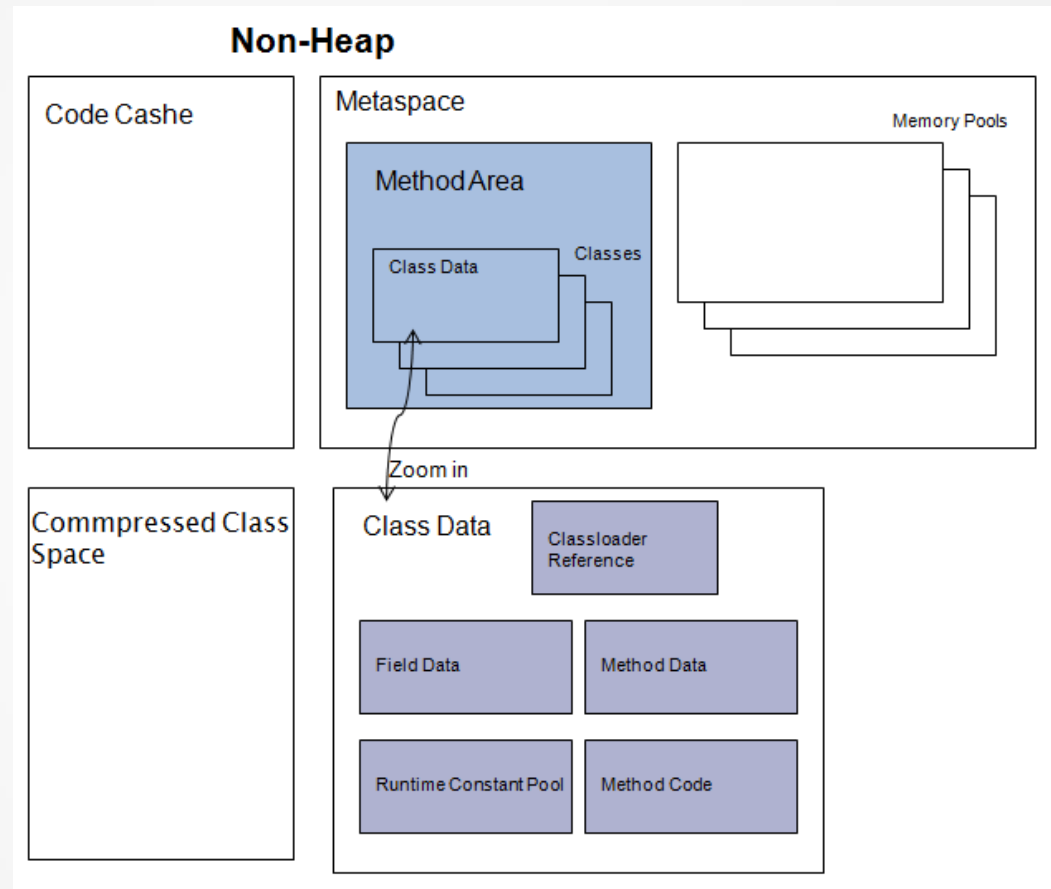 Non-Heap
Code Cashe
Metaspace
Memory Pools
Method Area
Classes
Class Data
Zoom in
Commpressed Class
Space
Class Data
Classloader
Reference
Field Data
Method Data
Runtime Constant Pool
Method Code